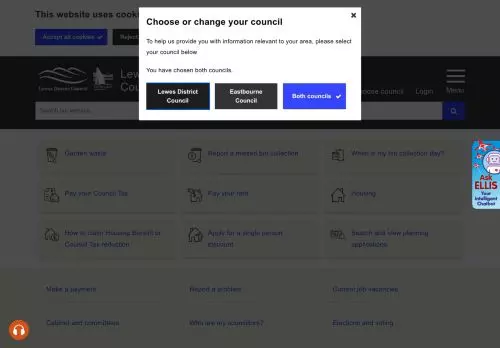 This website uses cook
Accept all cookies
Reject
Choose or change your council
To help us provide you with information relevant to your area, please select
your council below
You have chosen both councils.
Lewes District
Council
Eastbourne
Council
Both councils
Lewes District Council
Lew
Cou
choose council
Login
Menu
Search our website...
Garden waste
Report a missed bin collection
When is my bin collection day?
Pay your Council Tax
Pay your rent
Housing
How to claim Housing Benefit or
Council Tax reduction
Apply for a single person
discount
Search and view planning
applications
Ask
ELLIS
Your
Intelligent
Chatbot
Make a payment
Report a problem
Current job vacancies
Cabinet and committees
Who are my councillors?
Elections and voting